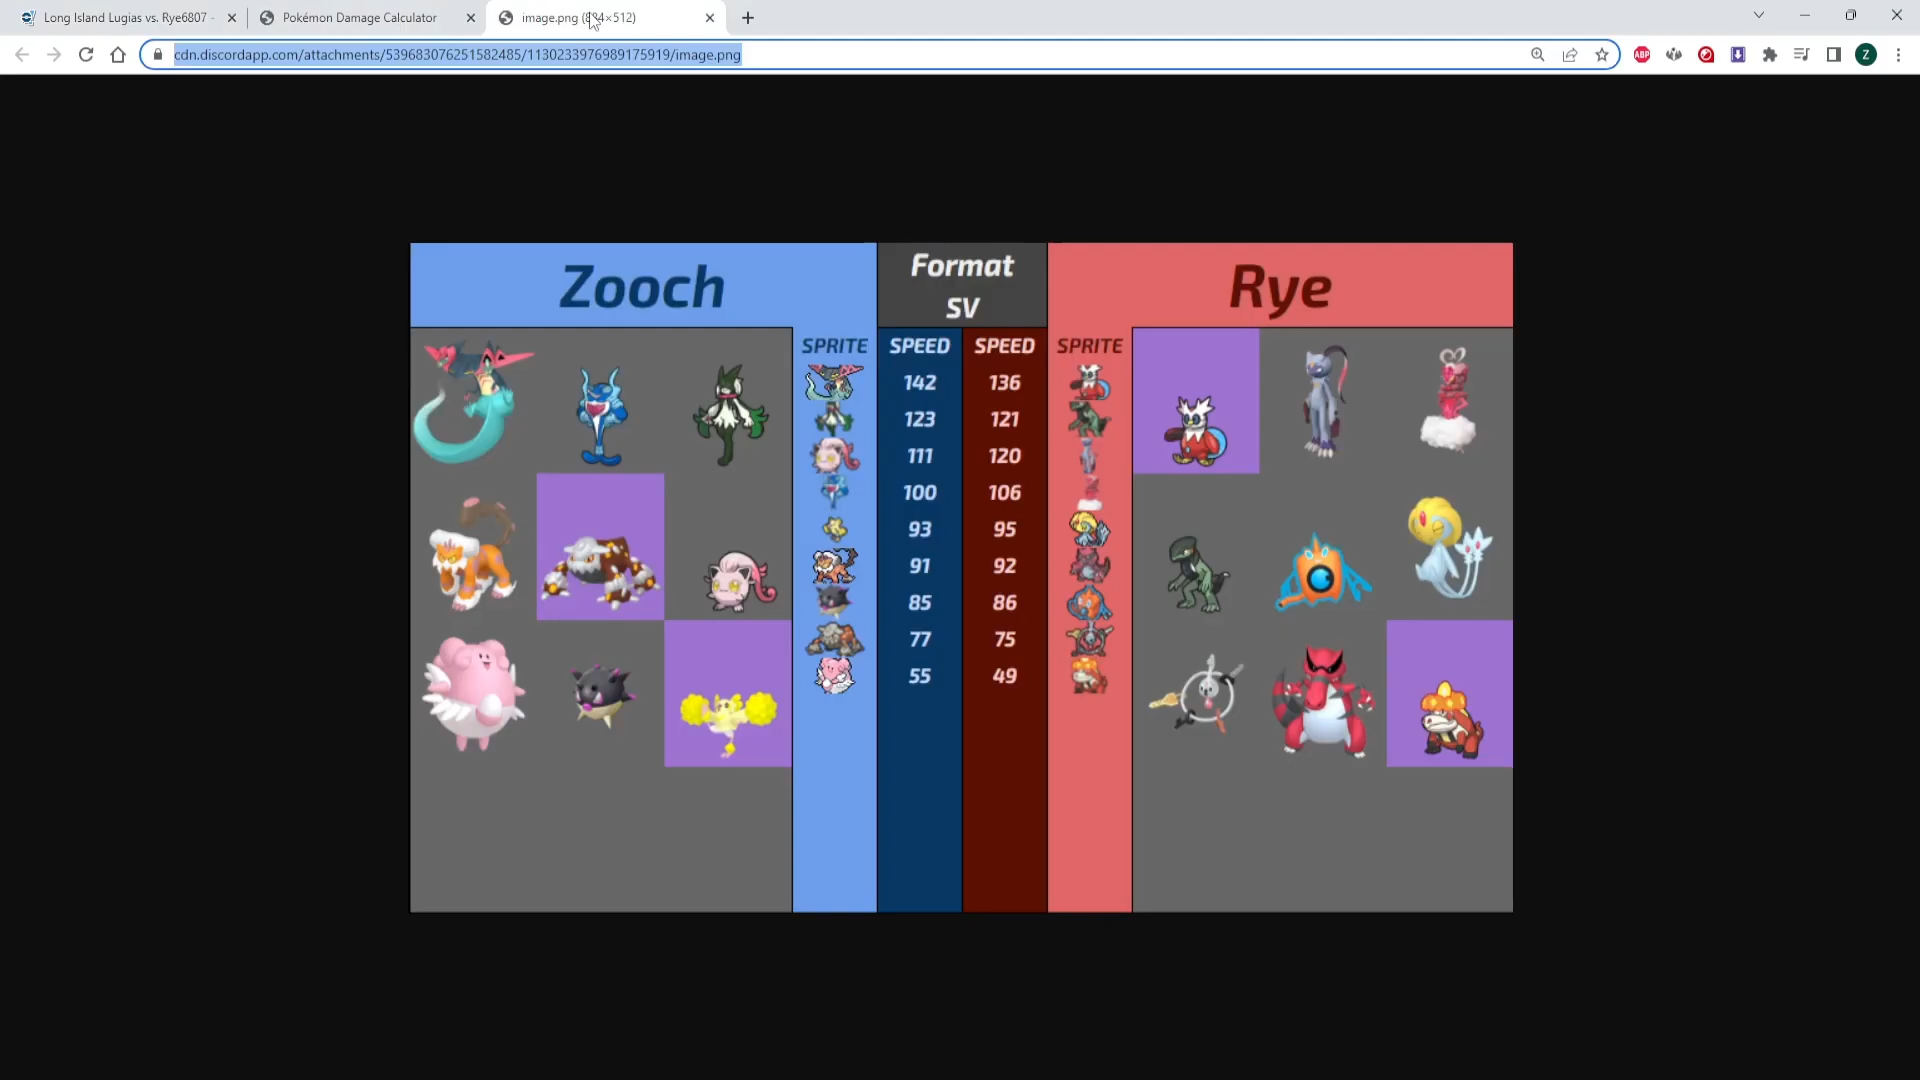 Long Island Lugias vs. Rye6807 -
Pokémon Damage Calculator
image.png
cdn.discordapp.com/attachments/539683076251582485/1130233976989175919/image.png
ABP
Z
Zooch
Format
SV
Rye
SPRITE SPEED SPEED SPRITE
142 136
123 121
111 120
100 106
93 95
91 92
85 86
77 75
55 49